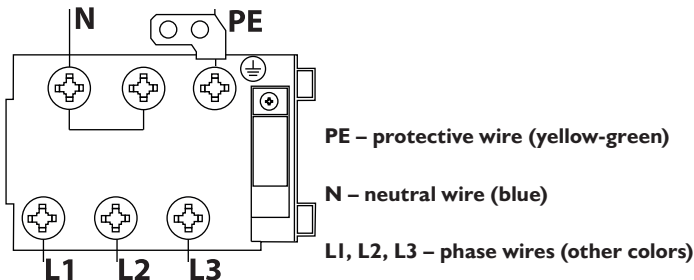 N PE
PE – protective wire (yellow-green)
N – neutral wire (blue)
L1, L2, L3 – phase wires (other colors)
L1 L2 L3